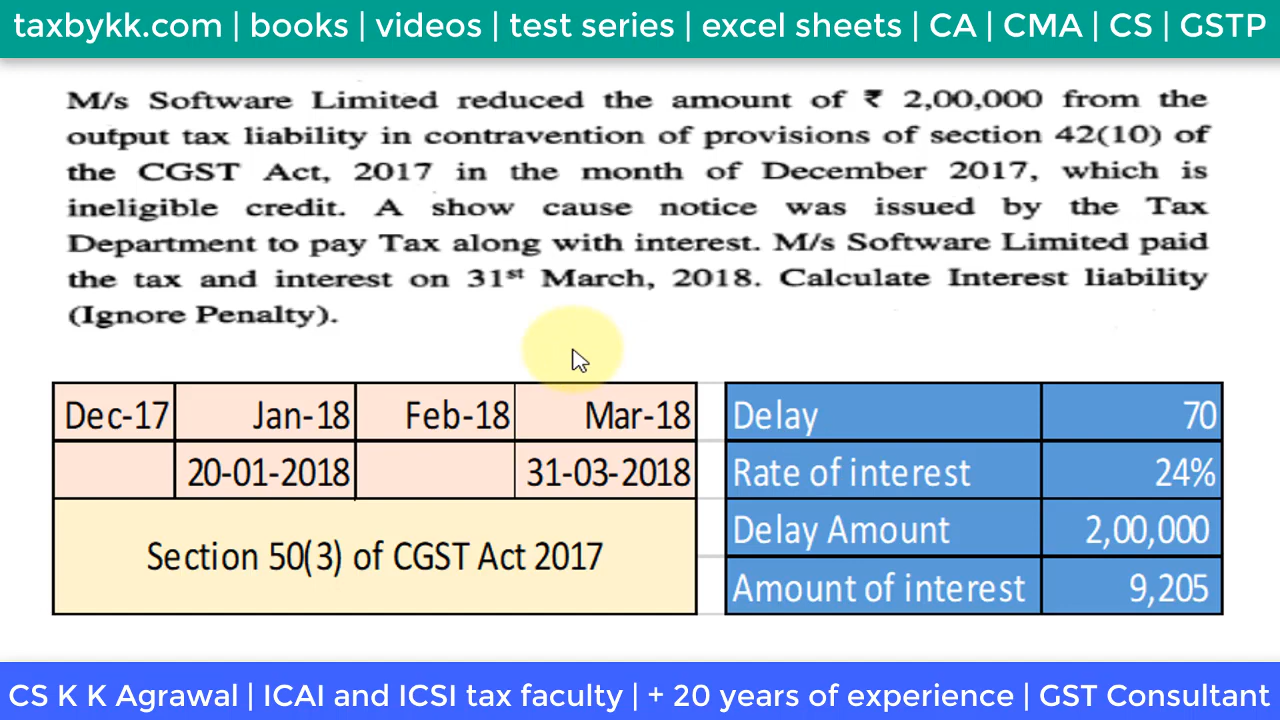 taxbykk.com | books | videos | test series | excel sheets | CA | CMA | CS | GSTP
M/s Software Limited reduced the amount of ₹ 2,00,000 from the
output tax liability in contravention of provisions of section 42(10) of
the CGST Act, 2017 in the month of December 2017, which is
ineligible credit. A show cause notice was issued by the Tax
Department to pay Tax along with interest. M/s Software Limited paid
the tax and interest on 31st March, 2018. Calculate Interest liability
(Ignore Penalty).
Dec-17 Jan-18 Feb-18 Mar-18
20-01-2018 31-03-2018
Section 50(3) of CGST Act 2017
Delay 70
Rate of interest 24%
Delay Amount 2,00,000
Amount of interest 9,205
CS K K Agrawal | ICAI and ICSI tax faculty | + 20 years of experience | GST Consultant